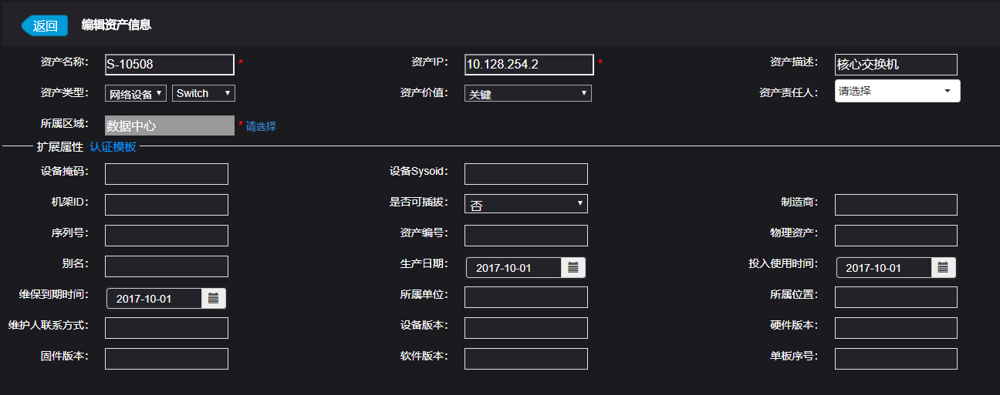 返回 编辑资产信息
资产名称： S-10508 * 资产IP： 10.128.254.2 * 资产描述： 核心交换机
资产类型： 网络设备 Switch 资产价值： 关键 资产责任人： 请选择
所属区域： 数据中心 * 请选择
扩展属性 认证模板
设备掩码： 设备Sysoid：
机架ID： 是否可插拔： 否 制造商：
序列号： 资产编号： 物理资产：
别名： 生产日期： 2017-10-01 投入使用时间： 2017-10-01
维保到期时间： 2017-10-01 所属单位： 所属位置：
维护人联系方式： 设备版本： 硬件版本：
固件版本： 软件版本： 单板序号：